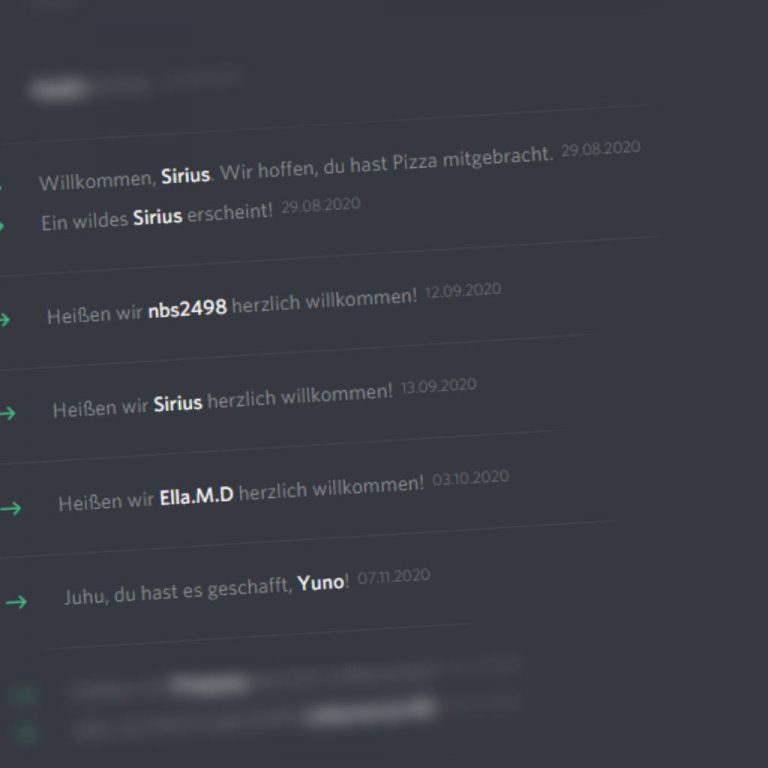 Willkommen, Sirius. Wir hoffen, du hast Pizza mitgebracht. 29.08.2020
Ein wildes Sirius erscheint! 29.08.2020
Heißen wir nbs2498 herzlich willkommen! 12.09.2020
Heißen wir Sirius herzlich willkommen! 13.09.2020
Heißen wir Ella.M.D herzlich willkommen! 03.10.2020
Juhu, du hast es geschafft, Yuno! 07.11.2020